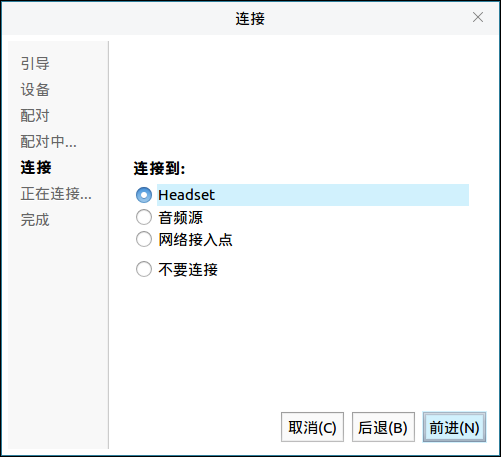 连接
引导
设备
配对
配对中...
连接
正在连接...
完成
连接到:
Headset
音频源
网络接入点
不要连接
取消(C)
后退(B)
前进(N)